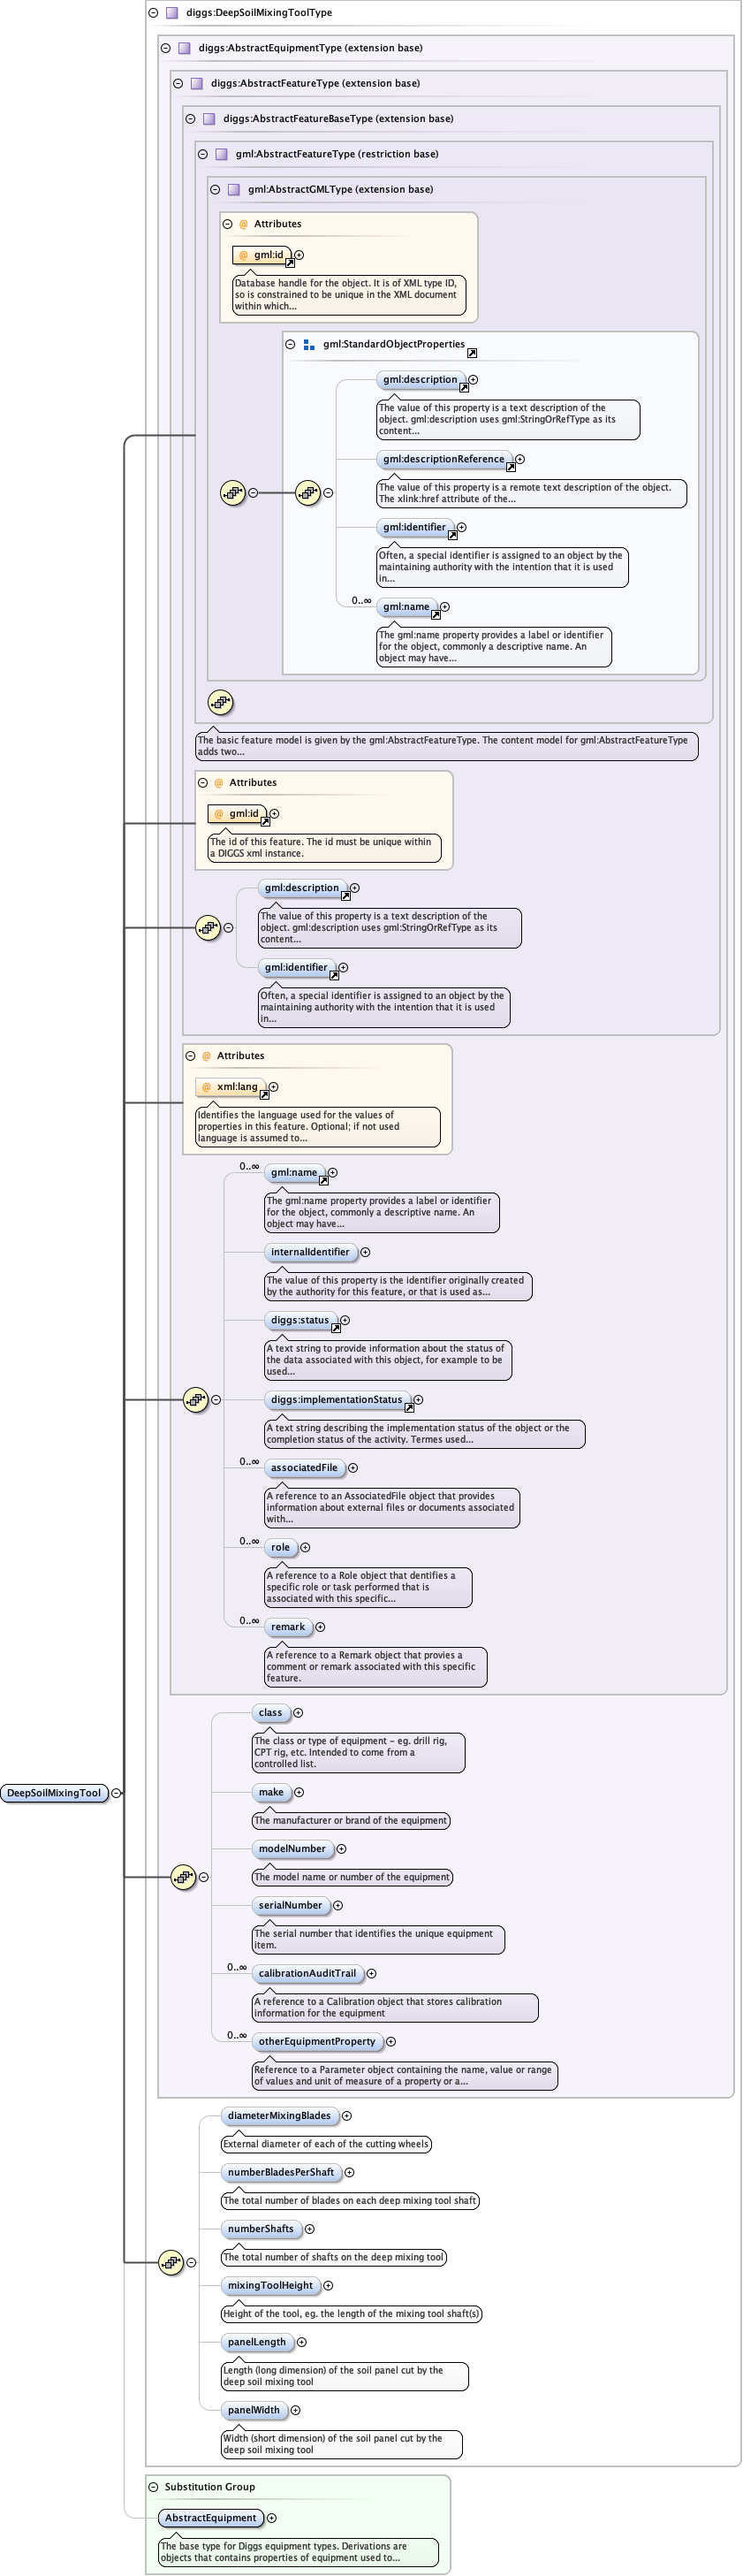 diggs:DeepSoilMixingToolType
diggs:AbstractEquipmentType (extension base)
diggs:AbstractFeatureType (extension base)
diggs:AbstractFeatureBaseType (extension base)
gml:AbstractFeatureType (restriction base)
gml:AbstractGMLType (extension base)
@ Attributes
@ gml:id
Database handle for the object. It is of XML type ID,
so is constrained to be unique in the XML document
within which...
gml:StandardObjectProperties
gml:description
The value of this property is a text description of the
object. gml:description uses gml:StringOrRefType as its
content...
gml:descriptionReference
The value of this property is a remote text description of the object.
The xlink:href attribute of the...
gml:identifier
Often, a special identifier is assigned to an object by the
maintaining authority with the intention that it is used
in...
0..∞
gml:name
The gml:name property provides a label or identifier
for the object, commonly a descriptive name. An
object may have...
The basic feature model is given by the gml:AbstractFeatureType. The content model for gml:AbstractFeatureType
adds two...
@ Attributes
@ gml:id
The id of this feature. The id must be unique within
a DIGGS xml instance.
gml:description
The value of this property is a text description of the
object. gml:description uses gml:StringOrRefType as its
content...
gml:identifier
Often, a special identifier is assigned to an object by the
maintaining authority with the intention that it is used
in...
@ Attributes
@ xml:lang
Identifies the language used for the values of
properties in this feature. Optional; if not used
language is assumed to...
0..∞
gml:name
The gml:name property provides a label or identifier
for the object, commonly a descriptive name. An
object may have...
internalIdentifier
The value of this property is the identifier originally created
by the authority for this feature, or that is used as...
diggs:status
A text string to provide information about the status of
the data associated with this object, for example to be
used...
diggs:implementationStatus
A text string describing the implementation status of the object or the
completion status of the activity. Termes used...
0..∞
associatedFile
A reference to an AssociatedFile object that provides
information about external files or documents associated
with...
0..∞
role
A reference to a Role object that dentifies a
specific role or task performed that is
associated with this specific...
0..∞
remark
A reference to a Remark object that provies a
comment or remark associated with this specific
feature.
class
The class or type of equipment - eg. drill rig,
CPT rig, etc. Intended to come from a
controlled list.
DeepSoilMixingTool
make
The manufacturer or brand of the equipment
modelNumber
The model name or number of the equipment
serialNumber
The serial number that identifies the unique equipment
item.
0..∞
calibrationAuditTrail
A reference to a Calibration object that stores calibration
information for the equipment
0..∞
otherEquipmentProperty
Reference to a Parameter object containing the name, value or range
of values and unit of measure of a property or a...
diameterMixingBlades
External diameter of each of the cutting wheels
numberBladesPerShaft
The total number of blades on each deep mixing tool shaft
numberShafts
The total number of shafts on the deep mixing tool
mixingToolHeight
Height of the tool, eg. the length of the mixing tool shaft(s)
panelLength
Length (long dimension) of the soil panel cut by the
deep soil mixing tool
panelWidth
Width (short dimension) of the soil panel cut by the
deep soil mixing tool
Substitution Group
AbstractEquipment
The base type for Diggs equipment types. Derivations are
objects that contains properties of equipment used to...